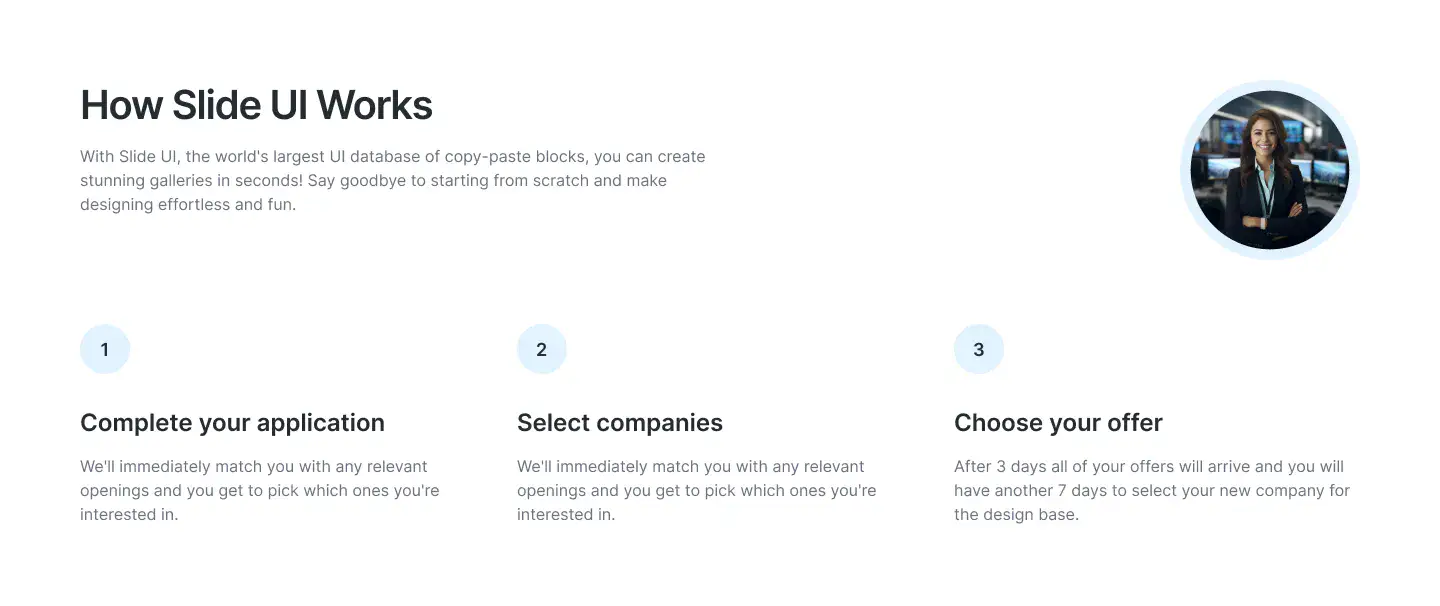 How Slide UI Works
With Slide UI, the world's largest UI database of copy-paste blocks, you can create
stunning galleries in seconds! Say goodbye to starting from scratch and make
designing effortless and fun.
1
Complete your application
We'll immediately match you with any relevant
openings and you get to pick which ones you're
interested in.
2
Select companies
We'll immediately match you with any relevant
openings and you get to pick which ones you're
interested in.
3
Choose your offer
After 3 days all of your offers will arrive and you will
have another 7 days to select your new company for
the design base.